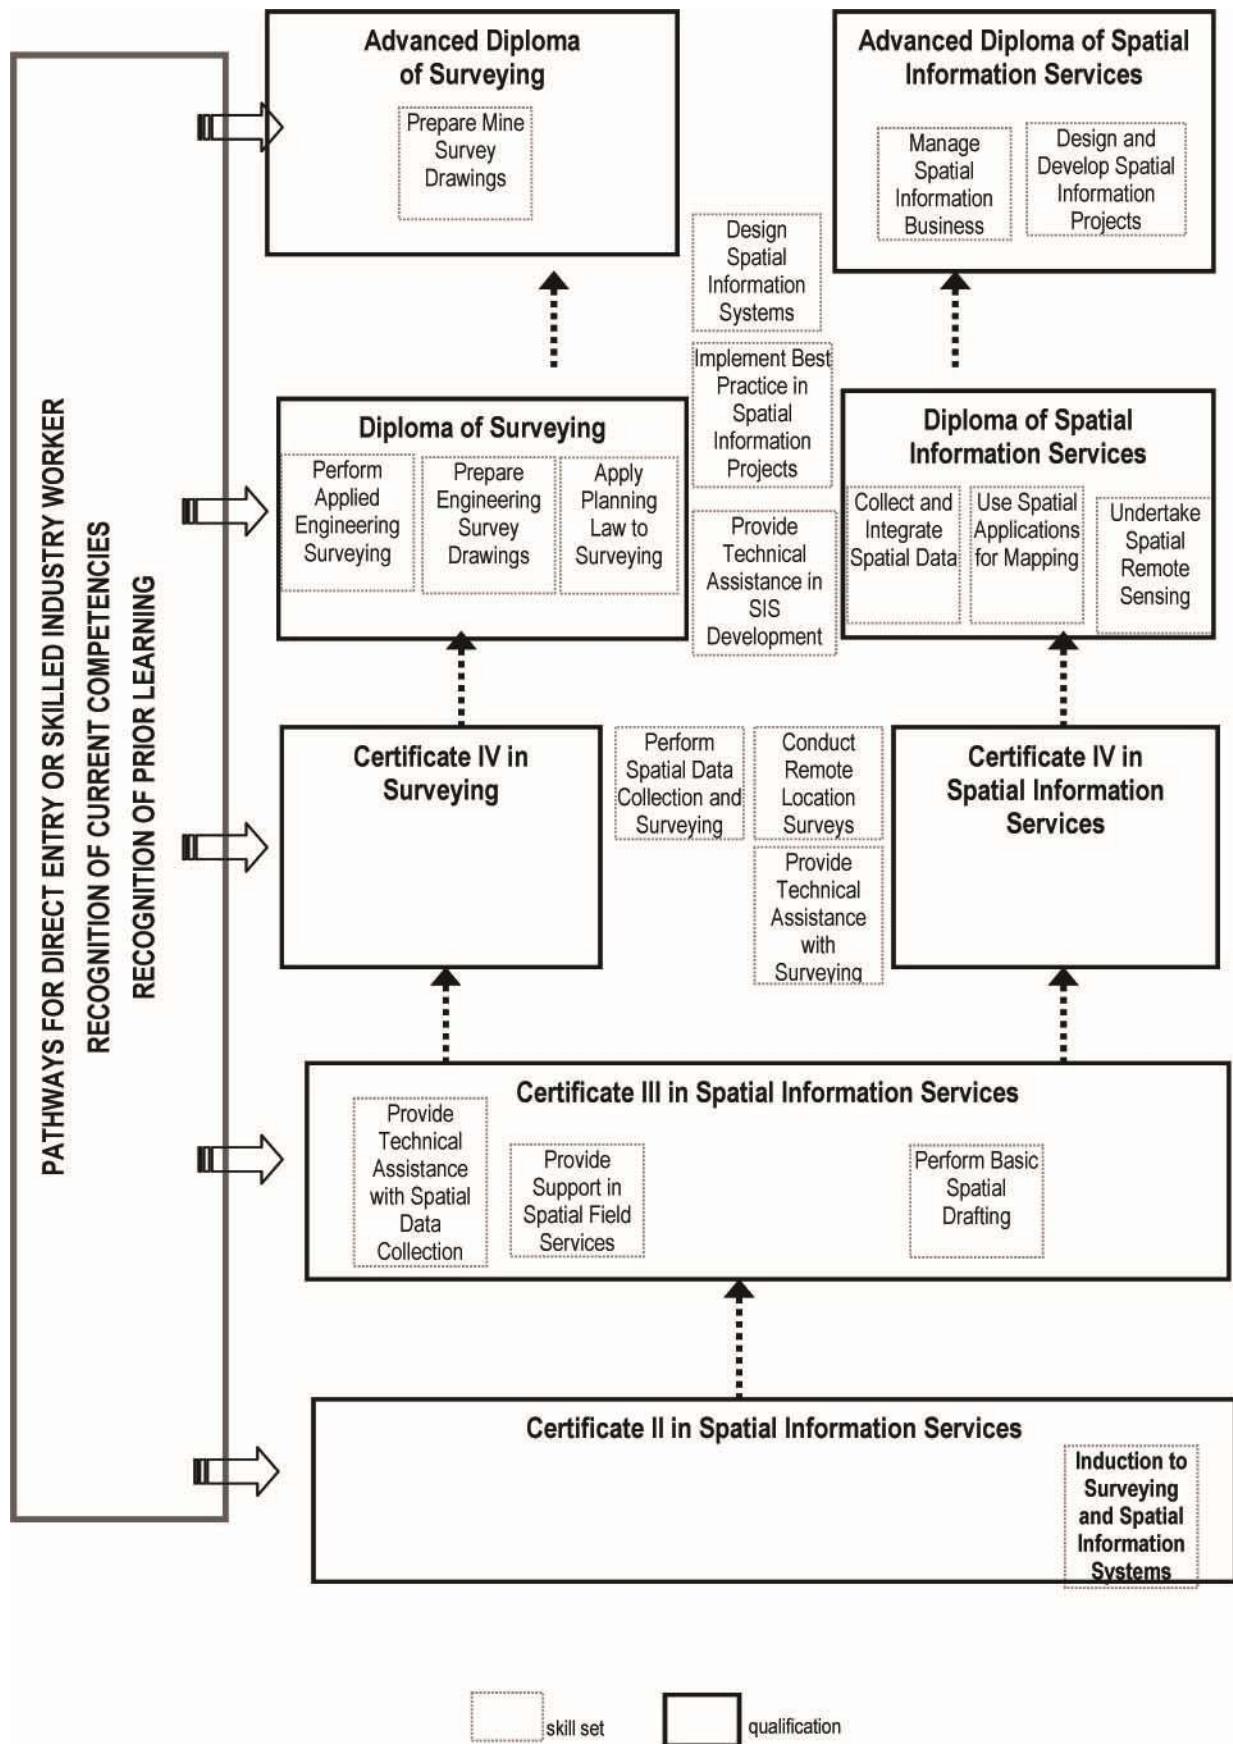 Advanced Diploma
of Surveying
Prepare Mine
Survey
Drawings
Advanced Diploma of Spatial
Information Services
Manage
Spatial
Information
Business
Design and
Develop Spatial
Information
Projects
Design
Spatial
Information
Systems
Implement Best
Practice in
Spatial
Information
Projects
Provide
Technical
Assistance in
SIS
Development
Diploma of Surveying
Perform
Applied
Engineering
Surveying
Prepare
Engineering
Survey
Drawings
Apply
Planning
Law to
Surveying
Diploma of Spatial
Information Services
Collect and
Integrate
Spatial Data
Use Spatial
Applications
for Mapping
Undertake
Spatial
Remote
Sensing
PATHWAYS FOR DIRECT ENTRY OR SKILLED INDUSTRY WORKER
RECOGNITION OF CURRENT COMPETENCIES
RECOGNITION OF PRIOR LEARNING
Certificate IV in
Surveying
Perform
Spatial Data
Collection and
Surveying
Conduct
Remote
Location
Surveys
Provide
Technical
Assistance
with
Surveying
Certificate IV in
Spatial Information
Services
Certificate III in Spatial Information Services
Provide
Technical
Assistance
with Spatial
Data
Collection
Provide
Support in
Spatial Field
Services
Perform Basic
Spatial
Drafting
Certificate II in Spatial Information Services
Induction to
Surveying
and Spatial
Information
Systems
skill set
qualification